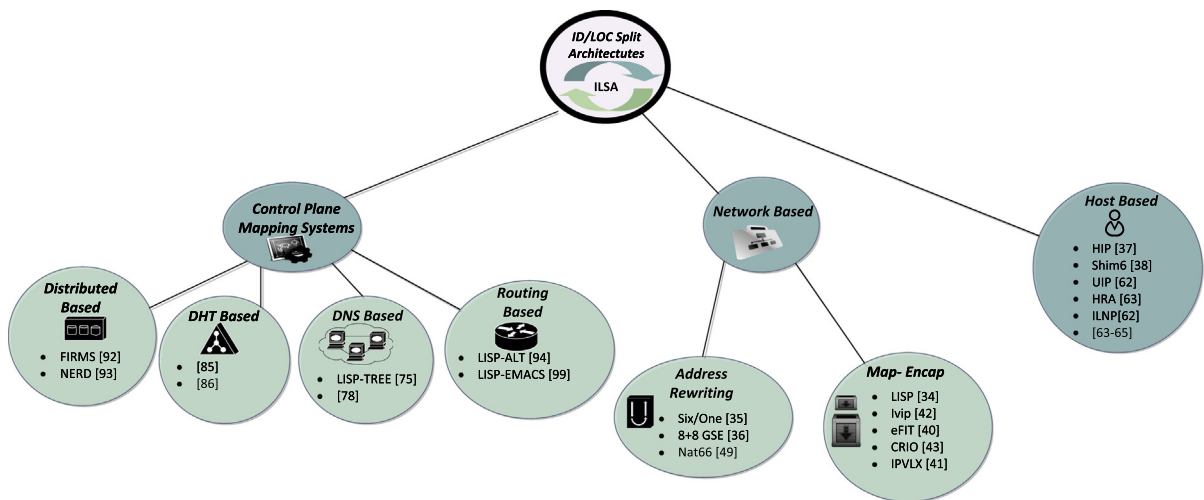 ID/LOC Split
Architectutes
ILSA
Control Plane
Mapping Systems
Network Based
Host Based
• HIP [37]
• Shim6 [38]
• UIP [62]
• HRA [63]
• ILNP[62]
• [63-65]
Distributed
Based
• FIRMS [92]
• NERD [93]
DHT Based
• [85]
• [86]
DNS Based
• LISP-TREE [75]
• [78]
Routing
Based
• LISP-ALT [94]
• LISP-EMACS [99]
Address
Rewriting
• Six/One [35]
• 8+8 GSE [36]
• Nat66 [49]
Map- Encap
• LISP [34]
• Ivip [42]
• eFIT [40]
• CRIO [43]
• IPVLX [41]